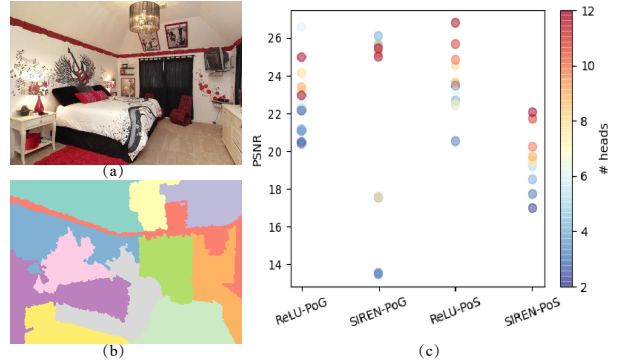 (a)
(b)
PSNR
26
24
22
20
18
16
14
ReLU-PoG
SIREN-PoG
ReLU-PoS
SIREN-PoS
12
10
8
6
4
2
# heads
(c)